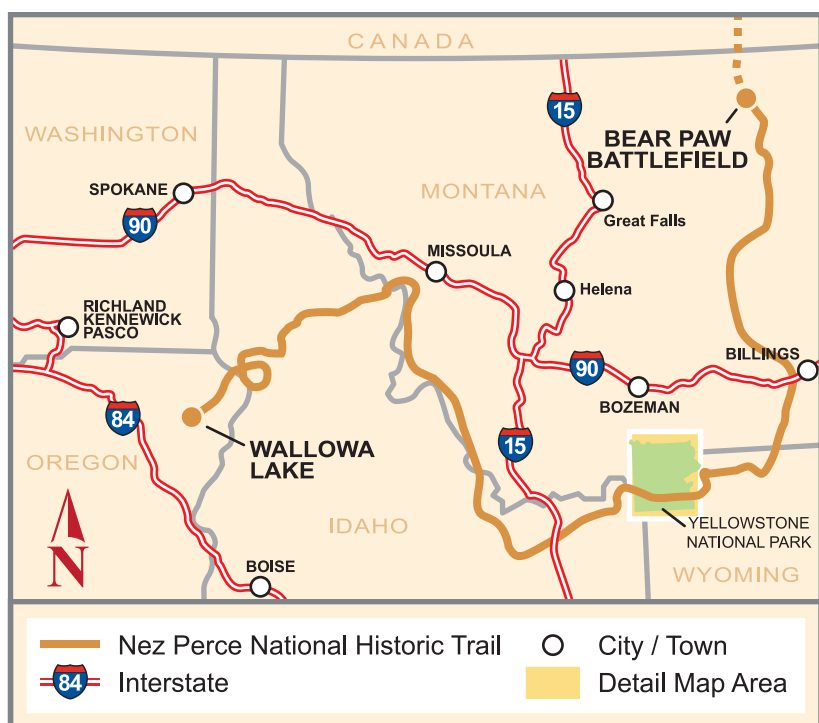 CANADA
WASHINGTON
15
BEAR PAW
BATTLEFIELD
SPOKANE
MONTANA
90
Great Falls
MISSOULA
Helena
RICHLAND
KENNEWICK
PASCO
BILLINGS
90
BOZEMAN
84
WALLOWA
LAKE
15
OREGON
IDAHO
YELLOWSTONE
NATIONAL PARK
N
BOISE
WYOMING
Nez Perce National Historic Trail
City / Town
84
Interstate
Detail Map Area